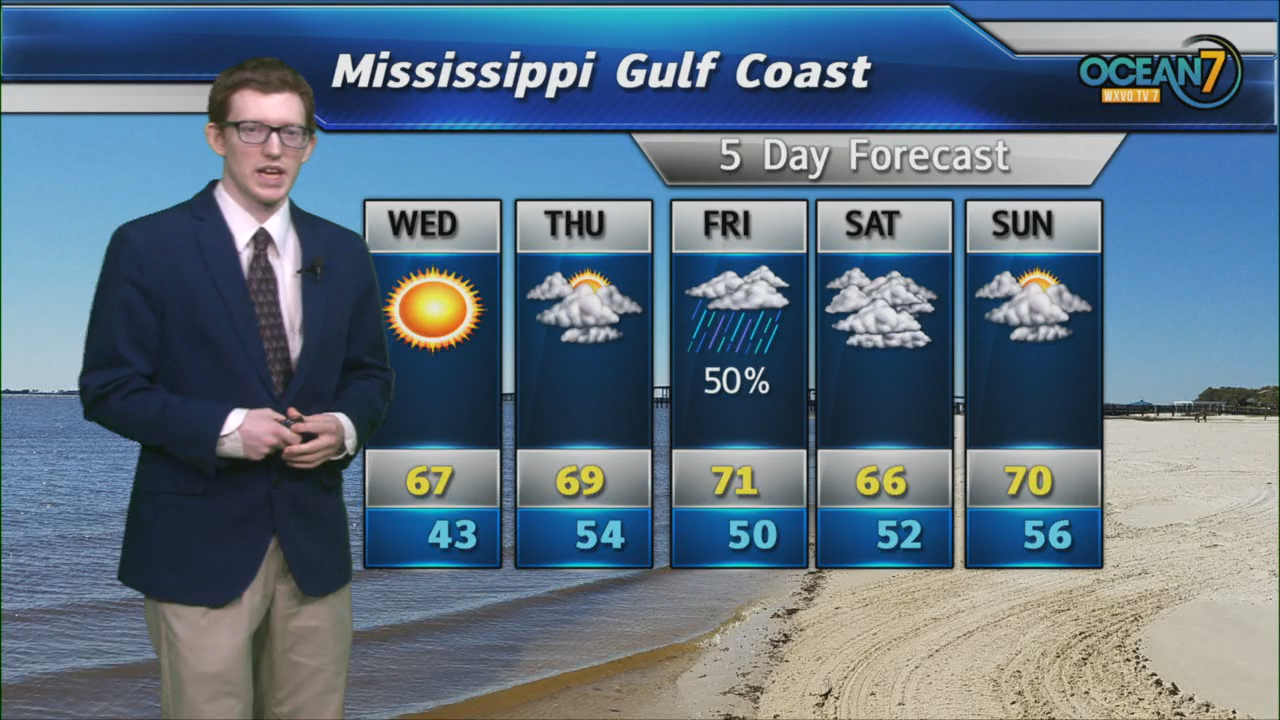 Mississippi Gulf Coast
OCEAN7
WXVO TV 7
5 Day Forecast
WED THU FRI SAT SUN
50%
67 69 71 66 70
43 54 50 52 56